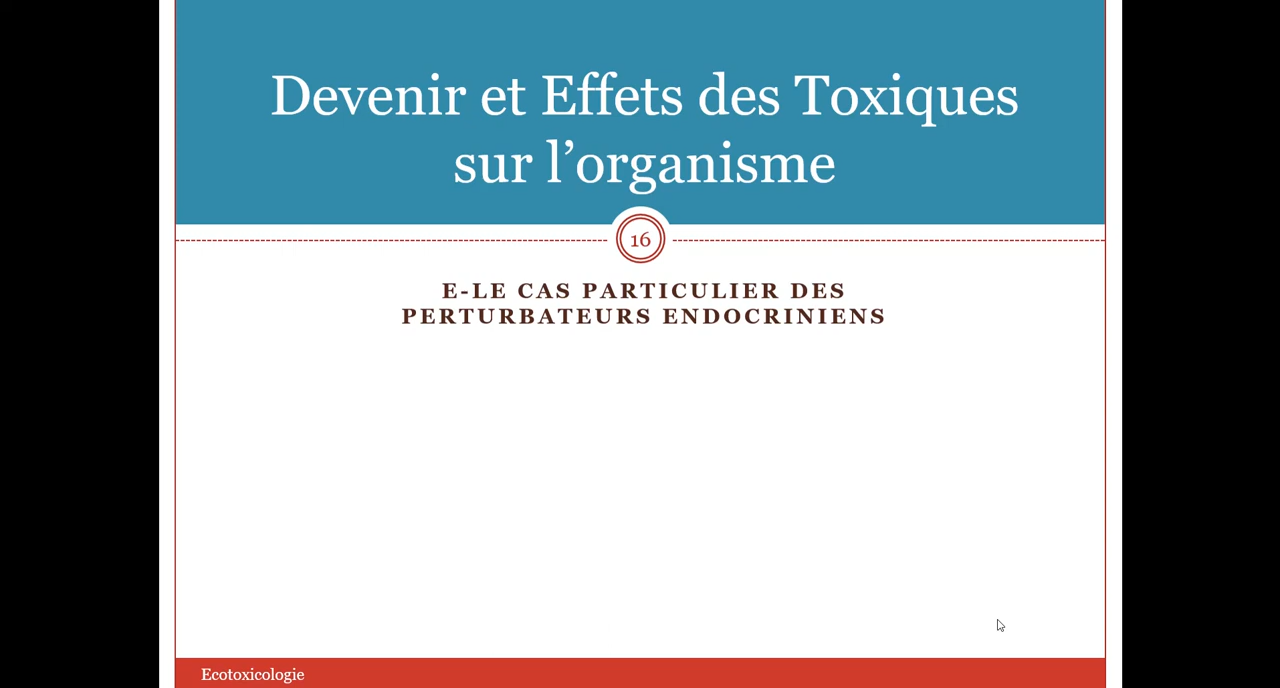 Devenir et Effets des Toxiques
sur l’organisme
16
E-LE CAS PARTICULIER DES
PERTURBATEURS ENDOCRINIENS
Ecotoxicologie